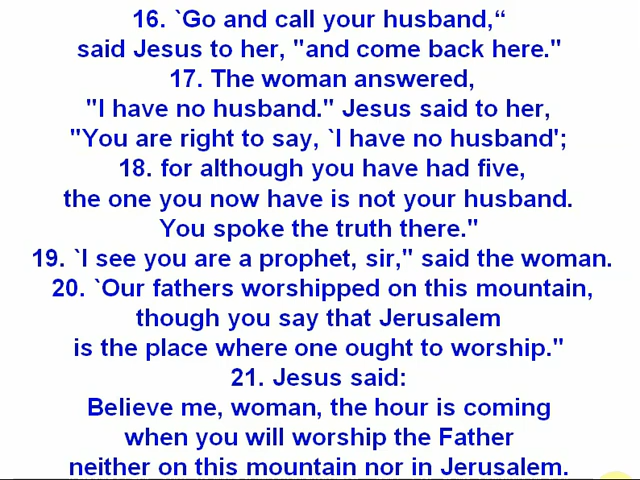 16. `Go and call your husband,“
said Jesus to her, "and come back here."
17. The woman answered,
"I have no husband." Jesus said to her,
"You are right to say, `I have no husband';
18. for although you have had five,
the one you now have is not your husband.
You spoke the truth there."
19. `I see you are a prophet, sir," said the woman.
20. `Our fathers worshipped on this mountain,
though you say that Jerusalem
is the place where one ought to worship."
21. Jesus said:
Believe me, woman, the hour is coming
when you will worship the Father
neither on this mountain nor in Jerusalem.